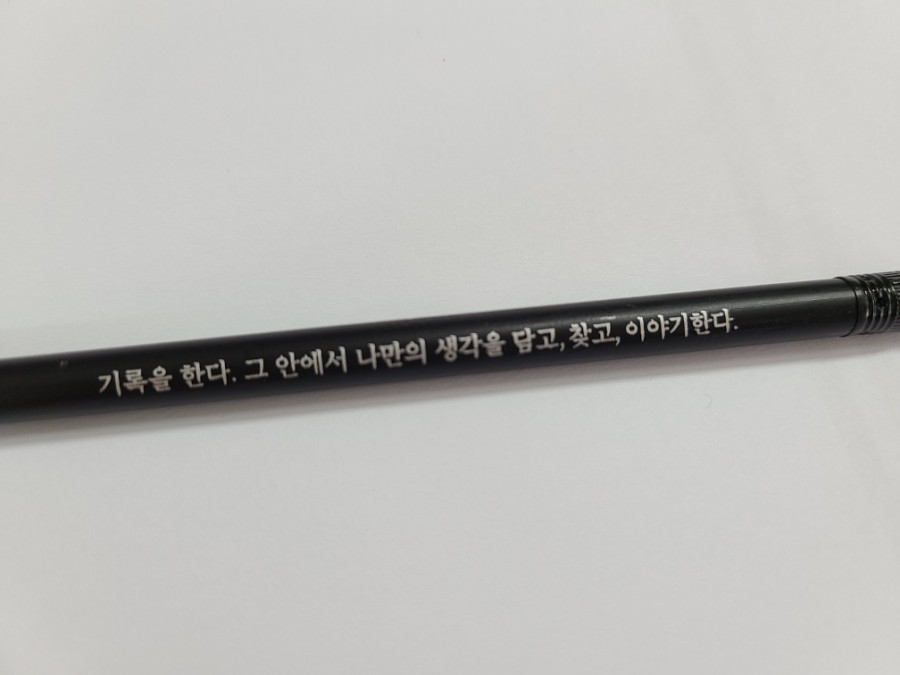 기록을 한다. 그 안에서 나만의 생각을 담고, 찾고, 이야기한다.